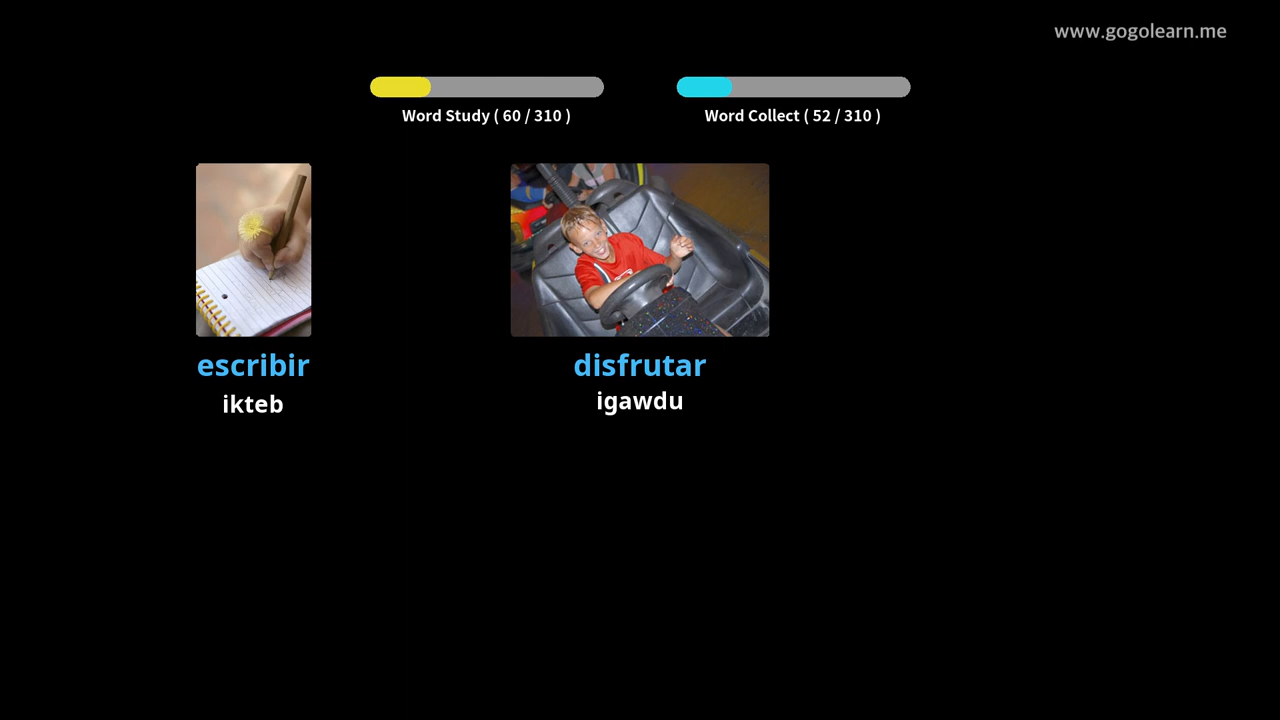 www.gogolearn.me
Word Study ( 60 / 310 )
Word Collect ( 52 / 310 )
escribir
ikteb
disfrutar
igawdu